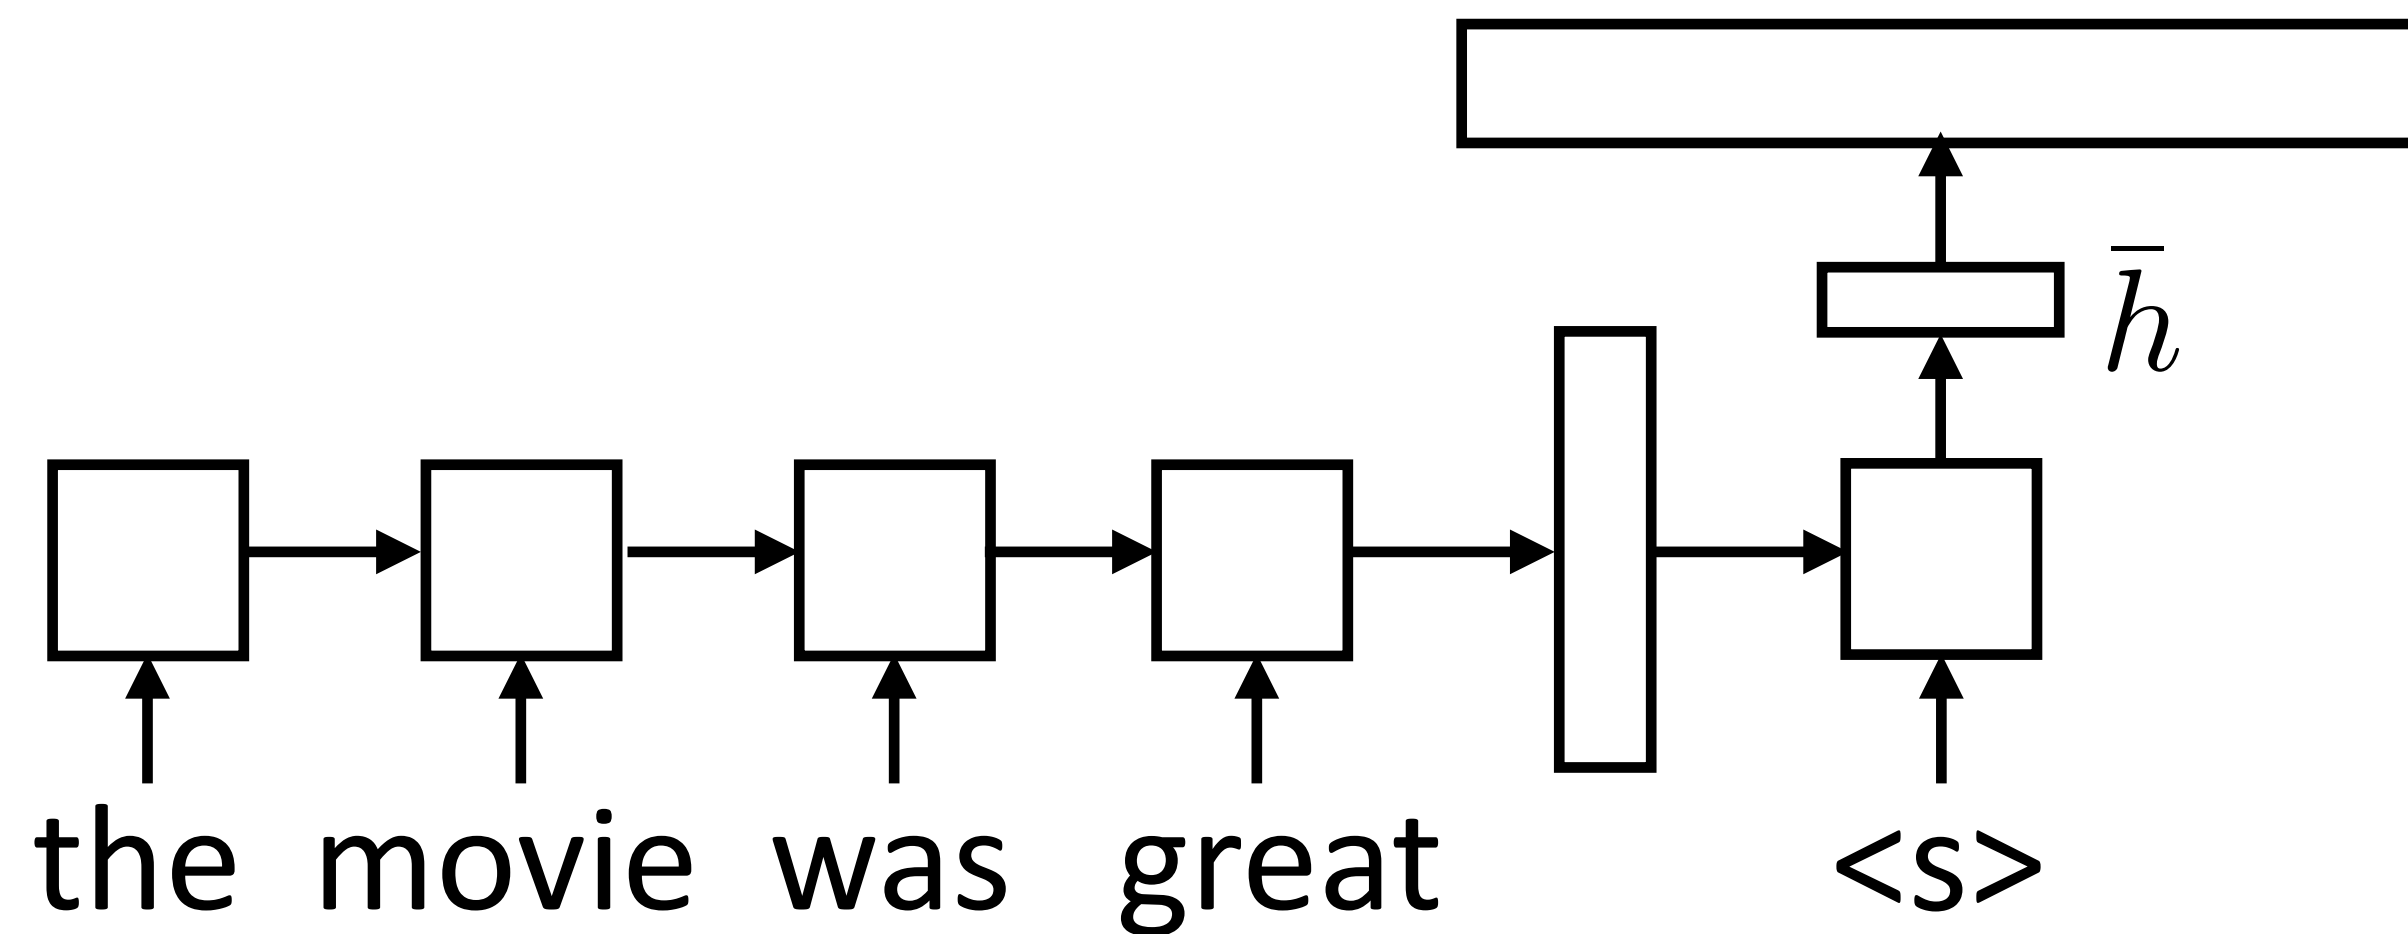 h̄
the movie was great <s>